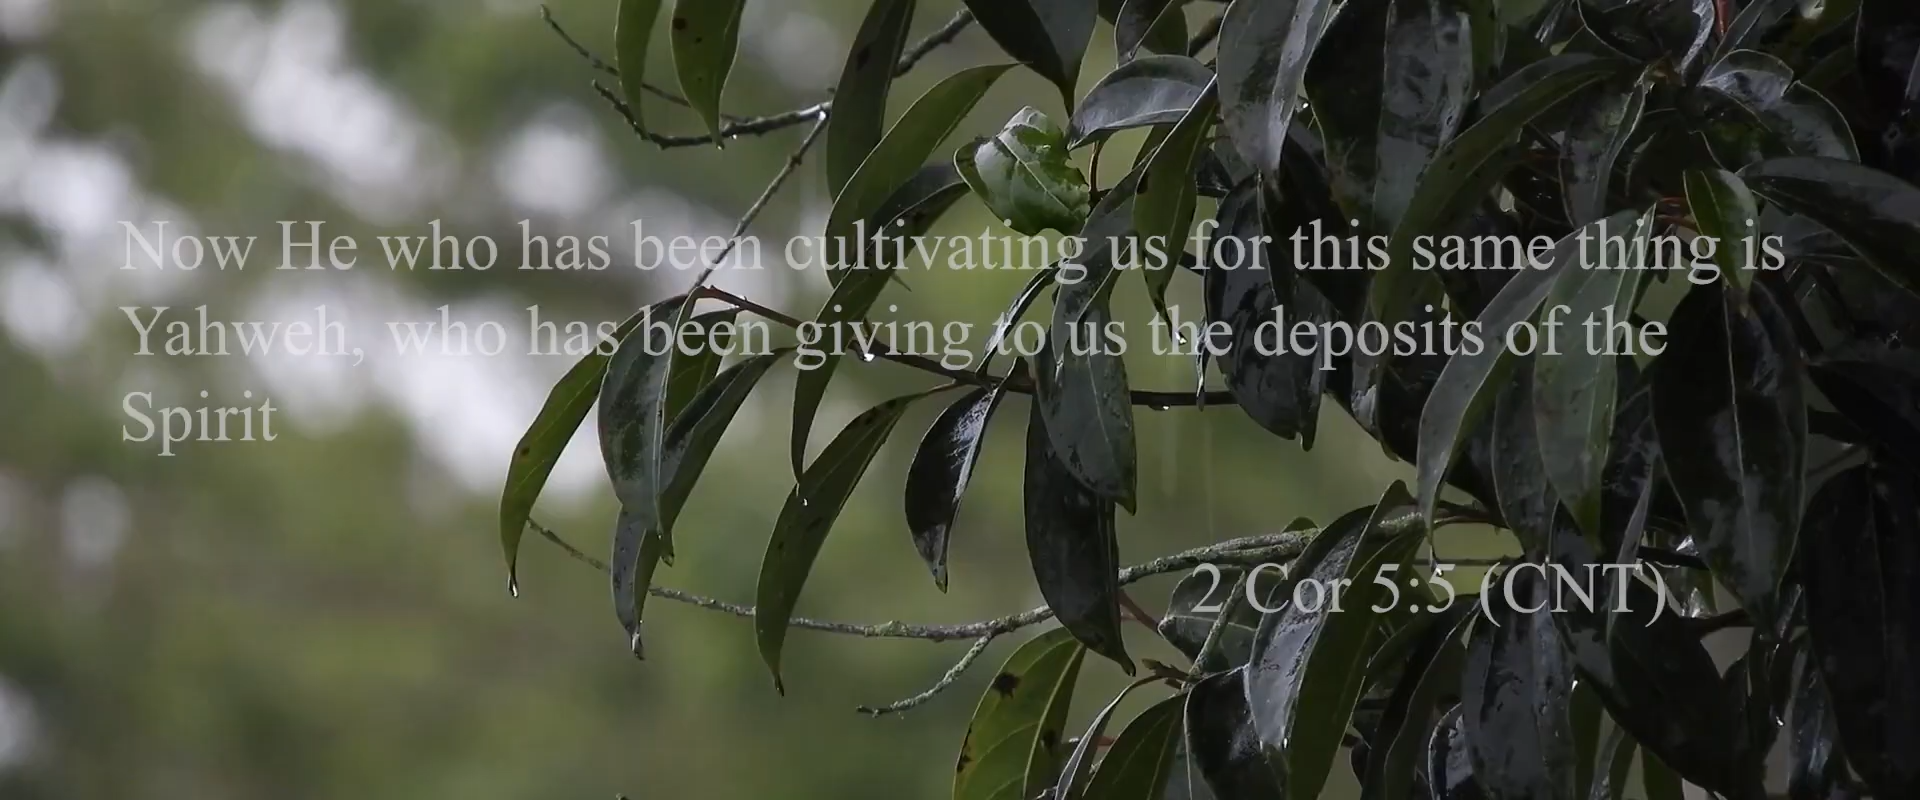 Now He who has been cultivating us for this same thing is
Yahweh, who has been giving to us the deposits of the
Spirit
2 Cor 5:5 (CNT)